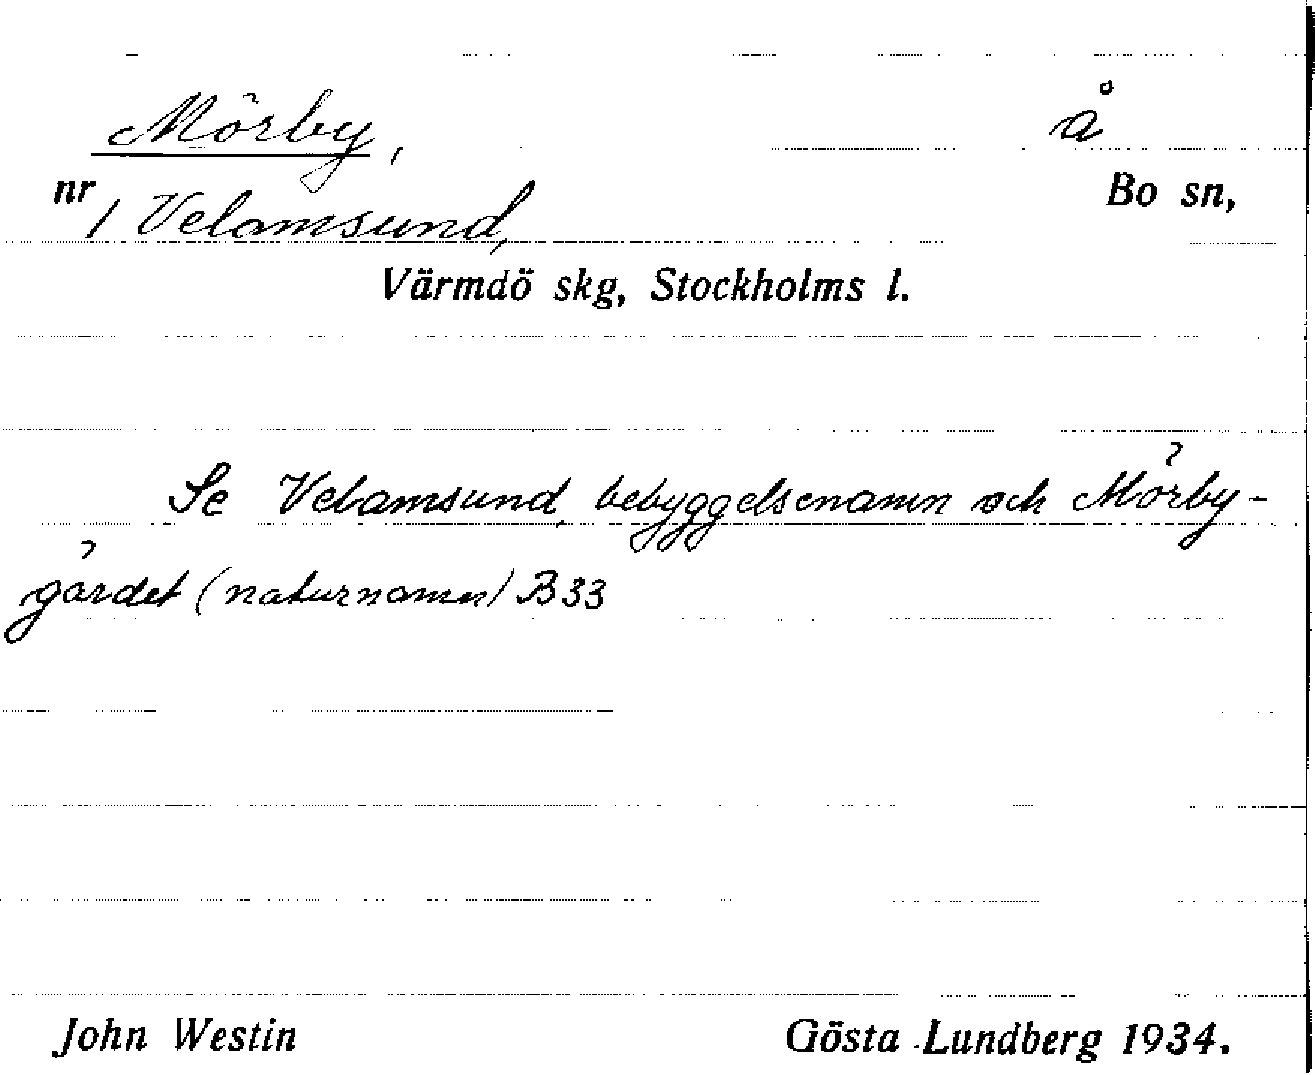 Mörby, å
nr 1 Velamsund, Bo sn,
Värmdö skg, Stockholms l.
Se Velamsund, bebyggelsenamn och Mörby-
gärdet (naturnamn) B33
John Westin Gösta Lundberg 1934.